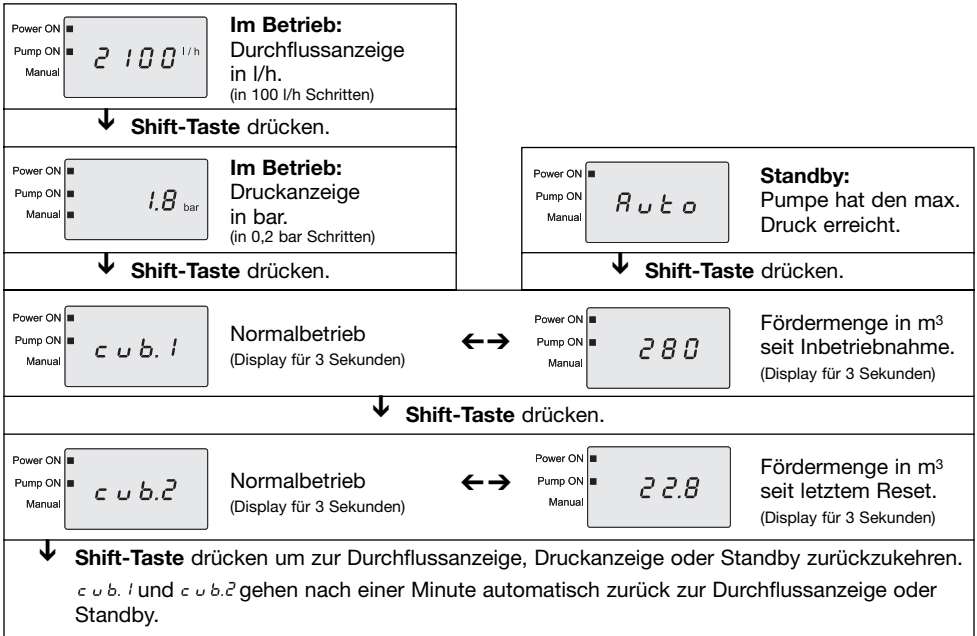 Power ON
Pump ON
Manual
2100 l/h
Im Betrieb:
Durchflussanzeige
in l/h.
(in 100 l/h Schritten)
Shift-Taste drücken.
Power ON
Pump ON
Manual
1.8 bar
Im Betrieb:
Druckanzeige
in bar.
(in 0,2 bar Schritten)
Shift-Taste drücken.
Power ON
Pump ON
Manual
Auto
Standby:
Pumpe hat den max.
Druck erreicht.
Shift-Taste drücken.
Power ON
Pump ON
Manual
cub.1
Normalbetrieb
(Display für 3 Sekunden)
Power ON
Pump ON
Manual
280
Fördermenge in m³
seit Inbetriebnahme.
(Display für 3 Sekunden)
Shift-Taste drücken.
Power ON
Pump ON
Manual
cub.2
Normalbetrieb
(Display für 3 Sekunden)
Power ON
Pump ON
Manual
22.8
Fördermenge in m³
seit letztem Reset.
(Display für 3 Sekunden)
Shift-Taste drücken um zur Durchflussanzeige, Druckanzeige oder Standby zurückzukehren.
cub.1 und cub.2 gehen nach einer Minute automatisch zurück zur Durchflussanzeige oder
Standby.